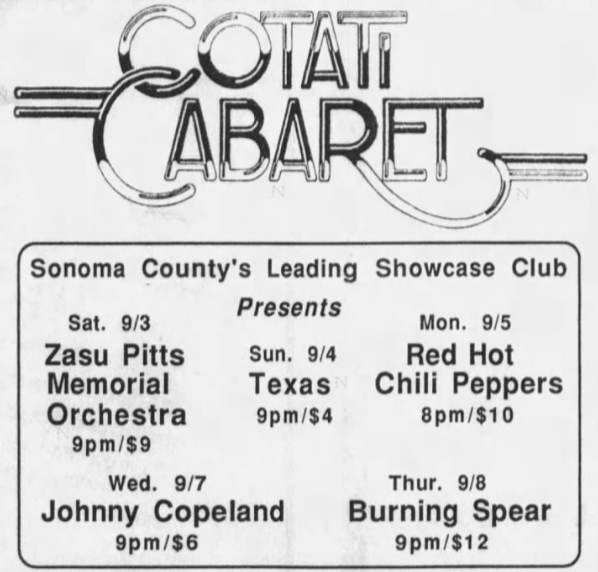 COTATI
CABARET
Sonoma County's Leading Showcase Club
Presents
Sat. 9/3
Zasu Pitts
Memorial
Orchestra
9pm/$9
Sun. 9/4
Texas
9pm/$4
Mon. 9/5
Red Hot
Chili Peppers
8pm/$10
Wed. 9/7
Johnny Copeland
9pm/$6
Thur. 9/8
Burning Spear
9pm/$12